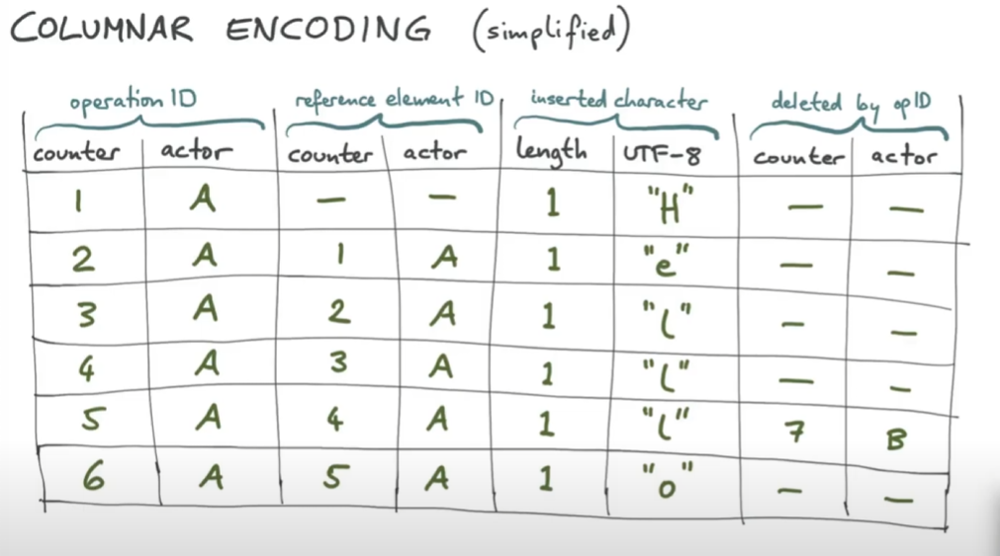 COLUMNAR ENCODING (simplified)
operation ID reference element ID inserted character deleted by opID
counter actor counter actor length UTF-8 counter actor
1 A — — 1 "H" — —
2 A 1 A 1 "e" — —
3 A 2 A 1 "l" — —
4 A 3 A 1 "l" — —
5 A 4 A 1 "l" 7 B
6 A 5 A 1 "o" — —